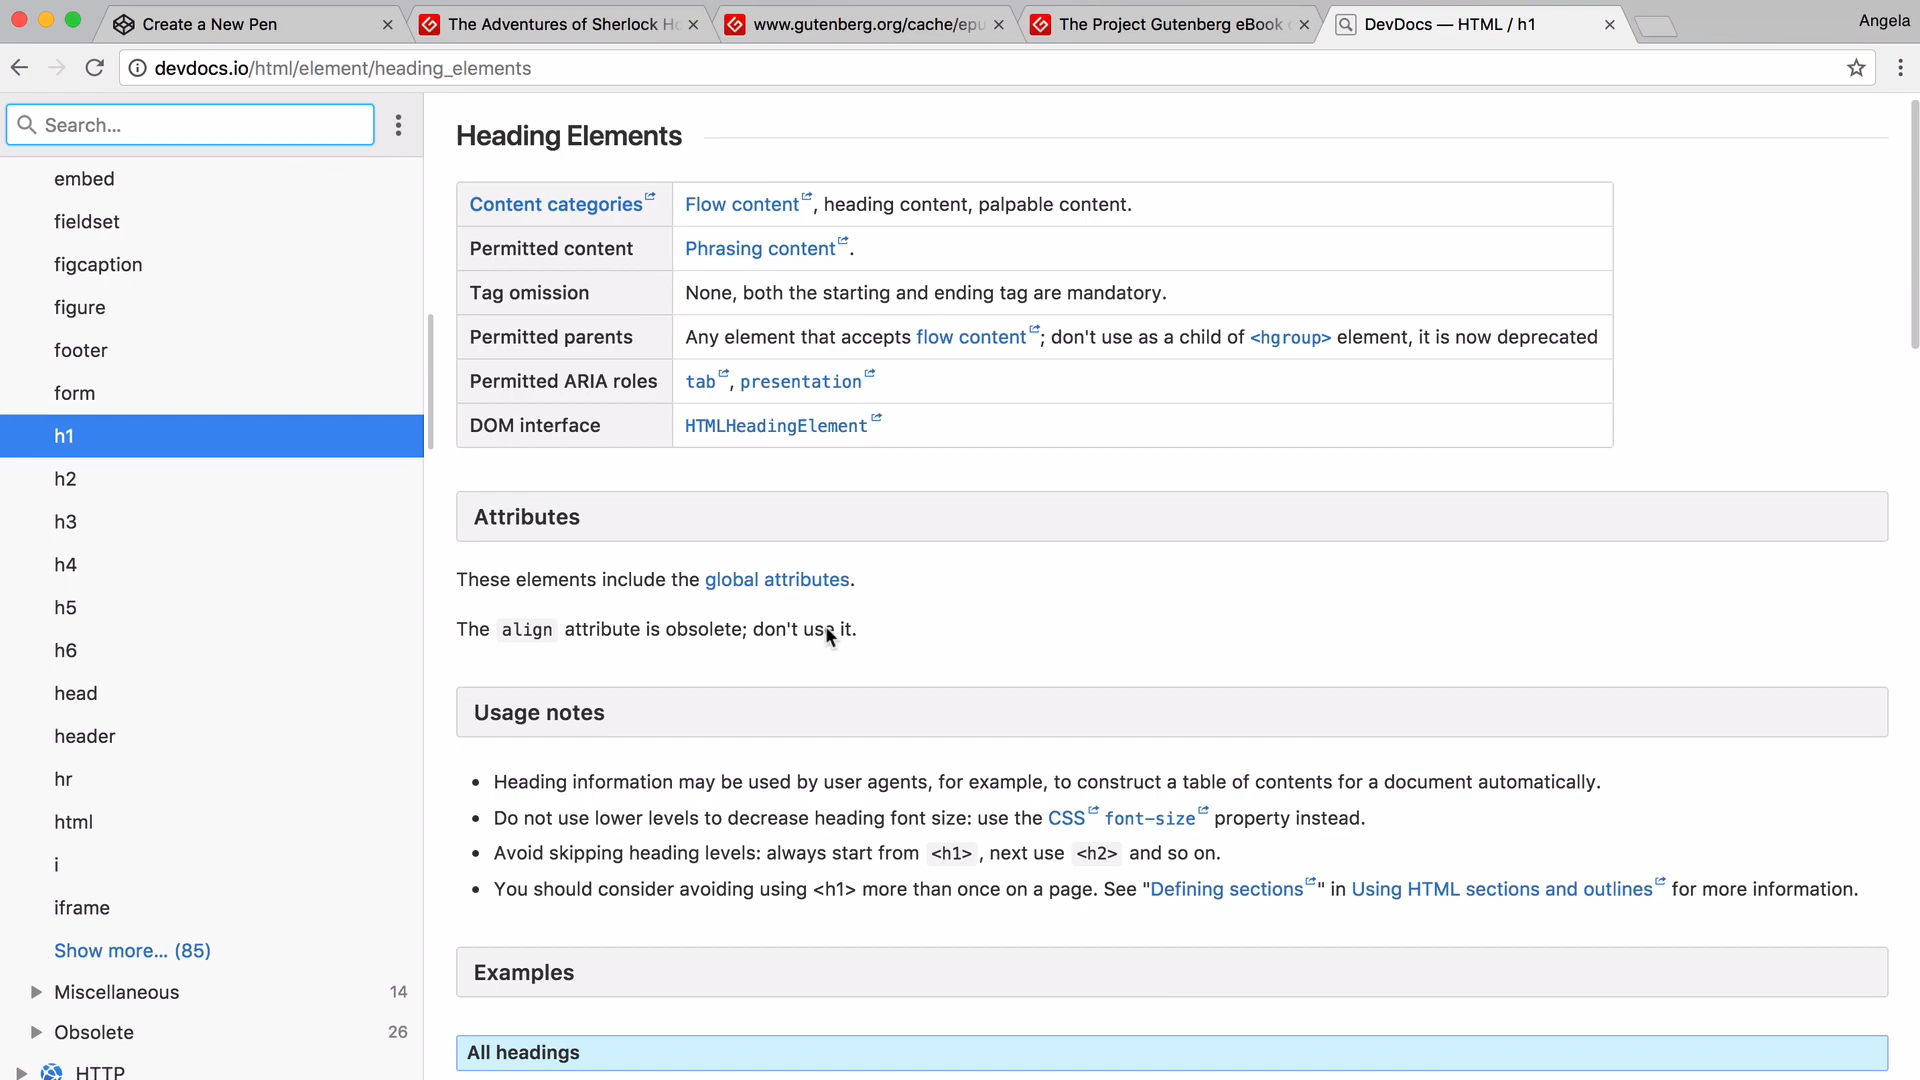 Create a New Pen
The Adventures of Sherlock Ho
www.gutenberg.org/cache/epu
The Project Gutenberg eBook
DevDocs — HTML / h1
Angela
devdocs.io/html/element/heading_elements
Search...
embed
fieldset
figcaption
figure
footer
form
h1
h2
h3
h4
h5
h6
head
header
hr
html
i
iframe
Show more... (85)
Miscellaneous 14
Obsolete 26
HTTP
Heading Elements
Content categories Flow content, heading content, palpable content.
Permitted content Phrasing content.
Tag omission None, both the starting and ending tag are mandatory.
Permitted parents Any element that accepts flow content; don't use as a child of <hgroup> element, it is now deprecated
Permitted ARIA roles tab, presentation
DOM interface HTMLHeadingElement
Attributes
These elements include the global attributes.
The align attribute is obsolete; don't use it.
Usage notes
• Heading information may be used by user agents, for example, to construct a table of contents for a document automatically.
• Do not use lower levels to decrease heading font size: use the CSS font-size property instead.
• Avoid skipping heading levels: always start from <h1>, next use <h2> and so on.
• You should consider avoiding using <h1> more than once on a page. See "Defining sections" in Using HTML sections and outlines for more information.
Examples
All headings